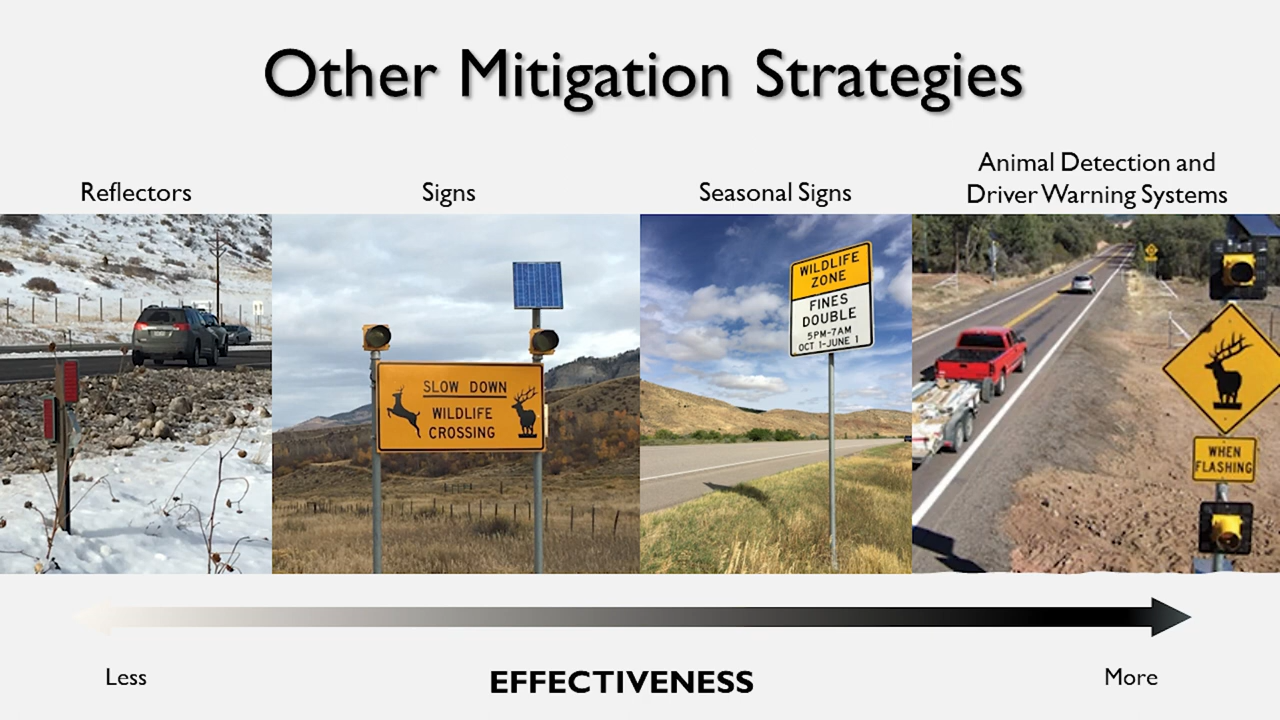 Other Mitigation Strategies
Reflectors
Signs
Seasonal Signs
Animal Detection and
Driver Warning Systems
SLOW DOWN
WILDLIFE
CROSSING
WILDLIFE
ZONE
FINES
DOUBLE
5PM-7AM
OCT 1-JUNE 1
WHEN
FLASHING
Less
EFFECTIVENESS
More